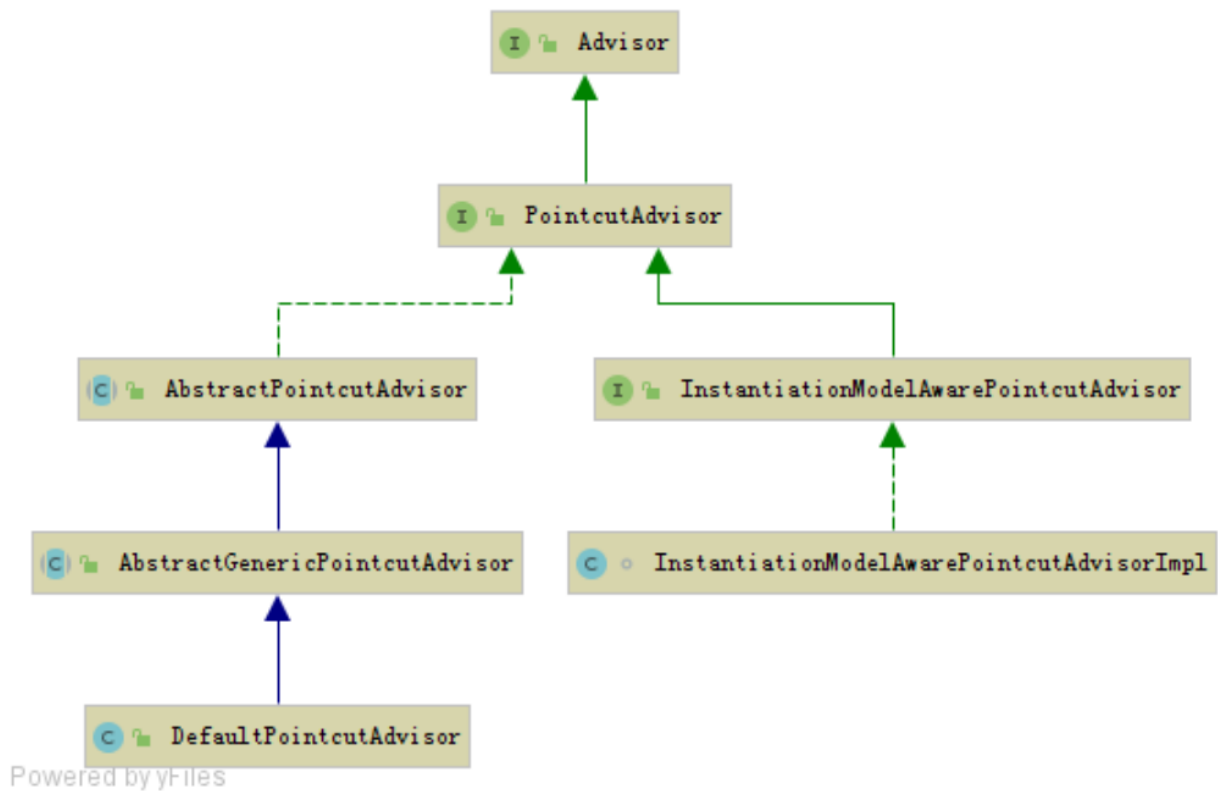 I Advisor
I PointcutAdvisor
C AbstractPointcutAdvisor
I InstantiationModelAwarePointcutAdvisor
C AbstractGenericPointcutAdvisor
C InstantiationModelAwarePointcutAdvisorImpl
C DefaultPointcutAdvisor
Powered by yFiles